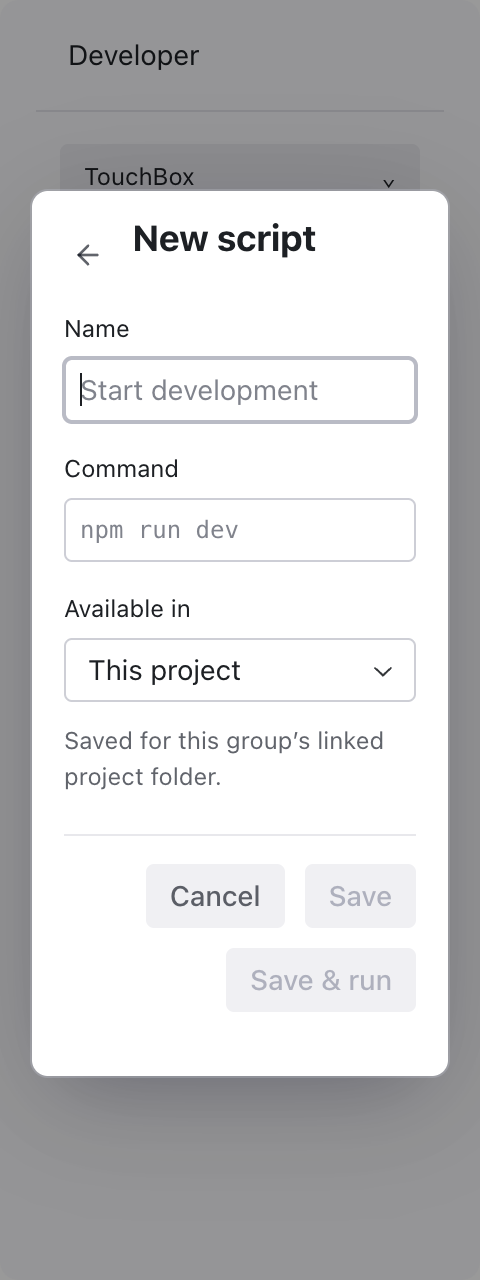 Developer
TouchBox
New script
Name
Start development
Command
npm run dev
Available in
This project
Saved for this group’s linked
project folder.
Cancel
Save
Save & run